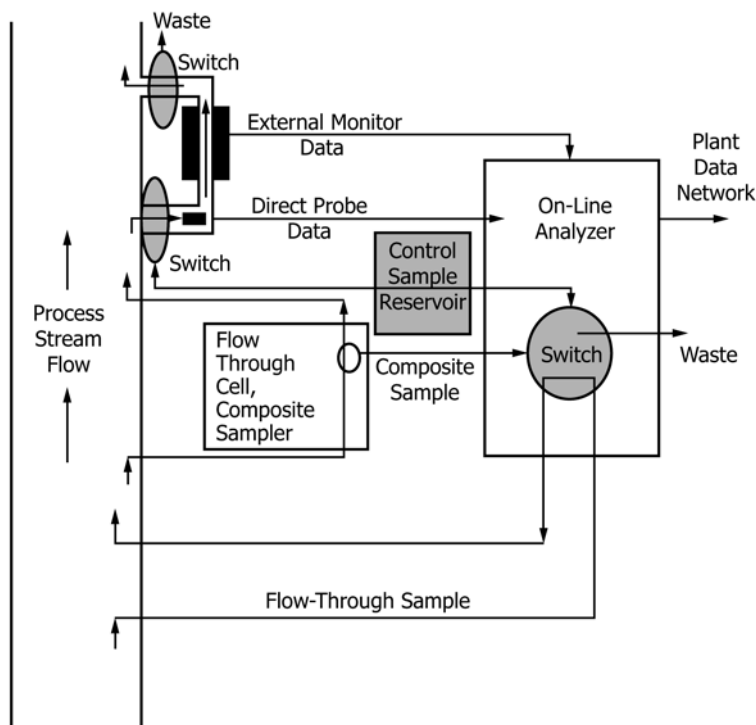 Waste
Switch
External Monitor
Data
Plant
Data
Network
On-Line
Analyzer
Direct Probe
Data
Switch
Control
Sample
Reservoir
Process
Stream
Flow
Flow
Through
Cell,
Composite
Sampler
Composite
Sample
Switch
Waste
Flow-Through Sample